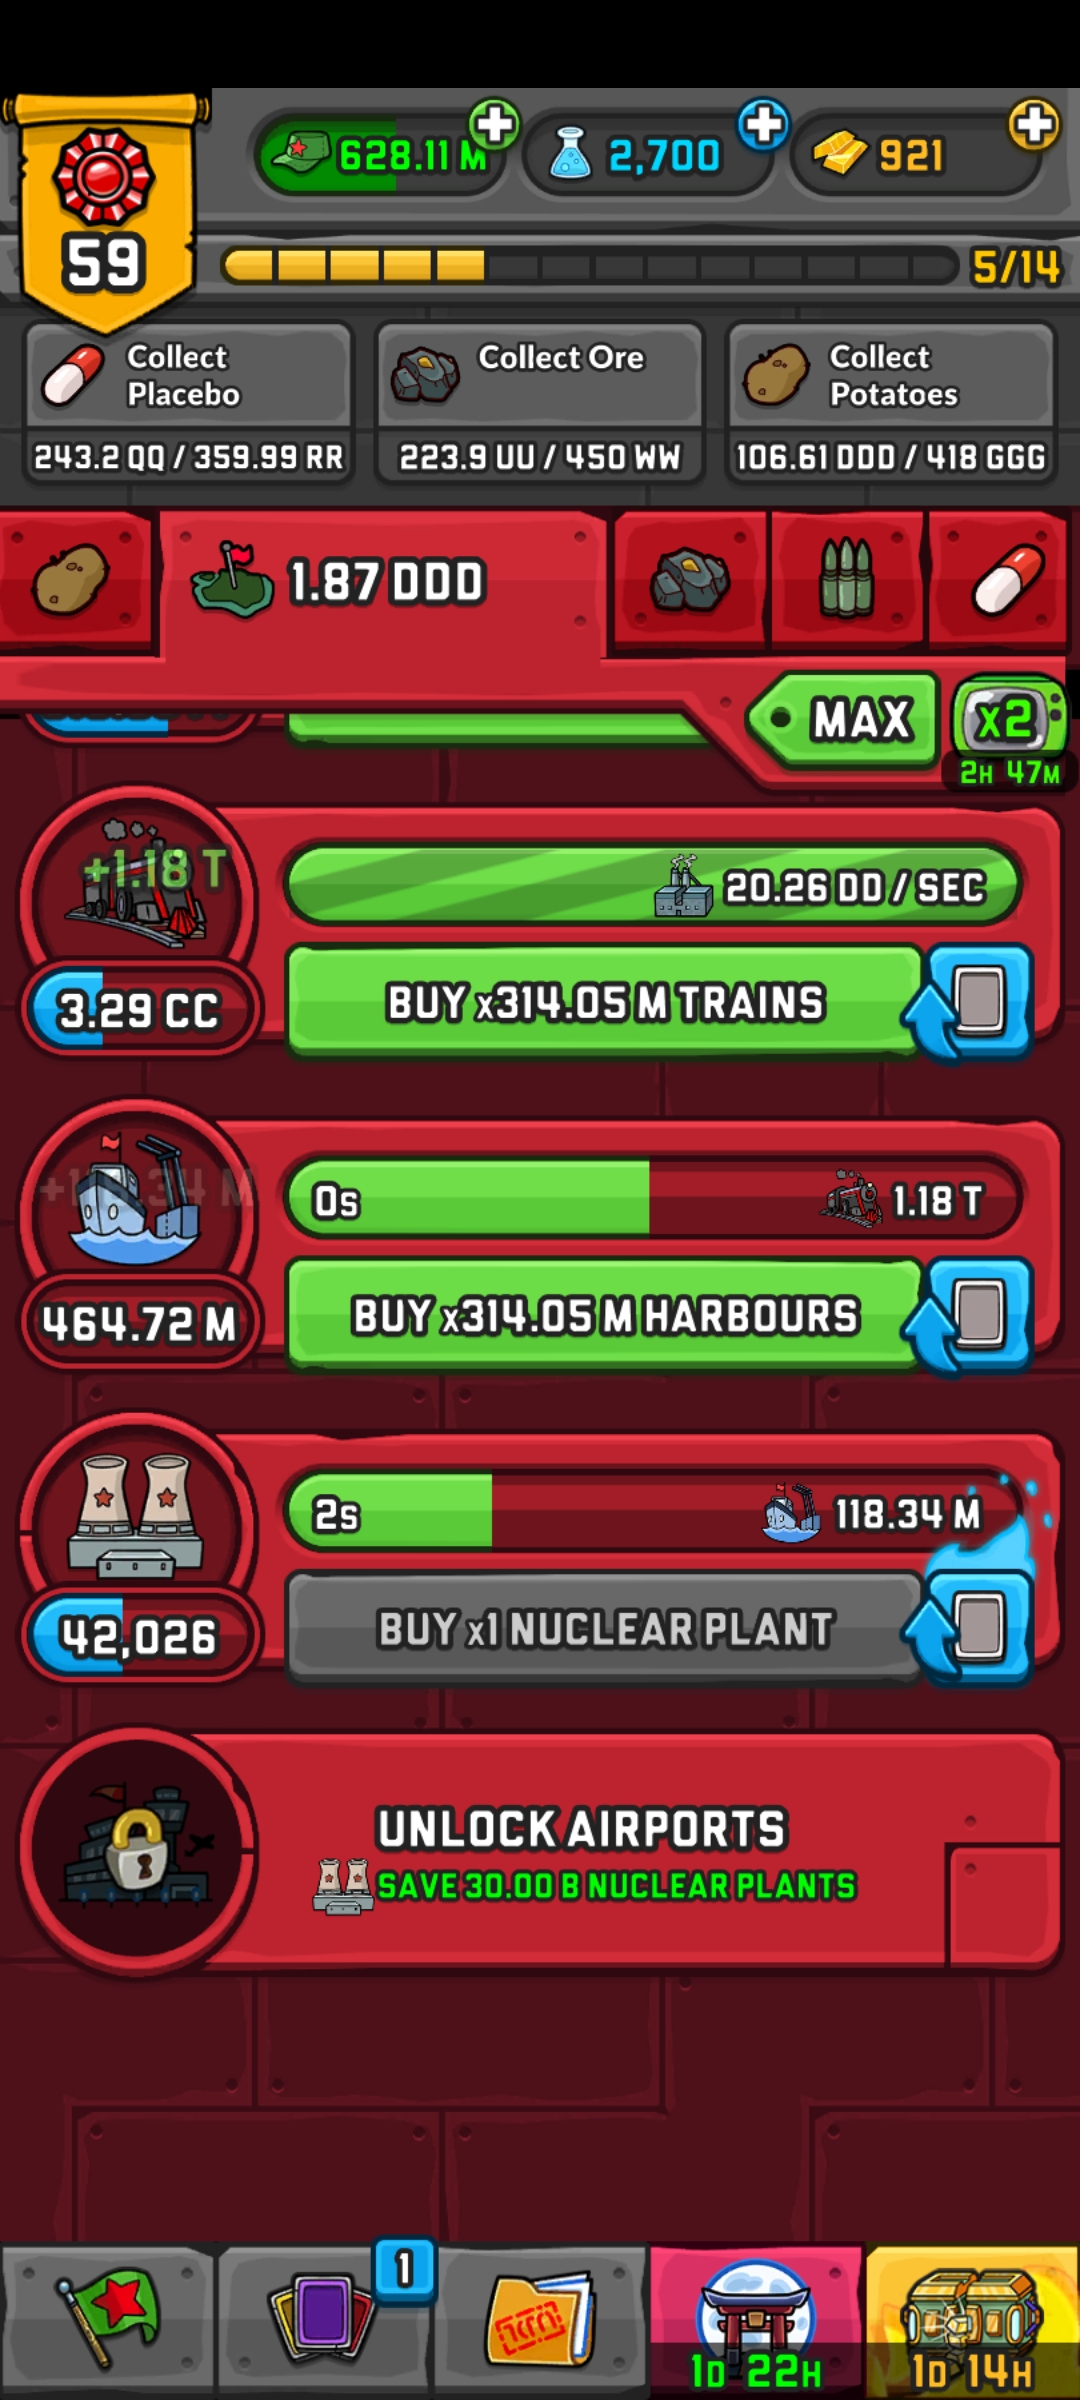 628.11 M
2,700
921
59
5/14
Collect
Placebo
243.2 QQ / 359.99 RR
Collect Ore
223.9 UU / 450 WW
Collect
Potatoes
106.61 DDD / 418 GGG
1.87 DDD
MAX
x2
2H 47M
+1.18 T
20.26 DD / SEC
3.29 CC
BUY x314.05 M TRAINS
0s
1.18 T
464.72 M
BUY x314.05 M HARBOURS
2s
118.34 M
42,026
BUY x1 NUCLEAR PLANT
UNLOCK AIRPORTS
SAVE 30.00 B NUCLEAR PLANTS
1
1D 22H
1D 14H